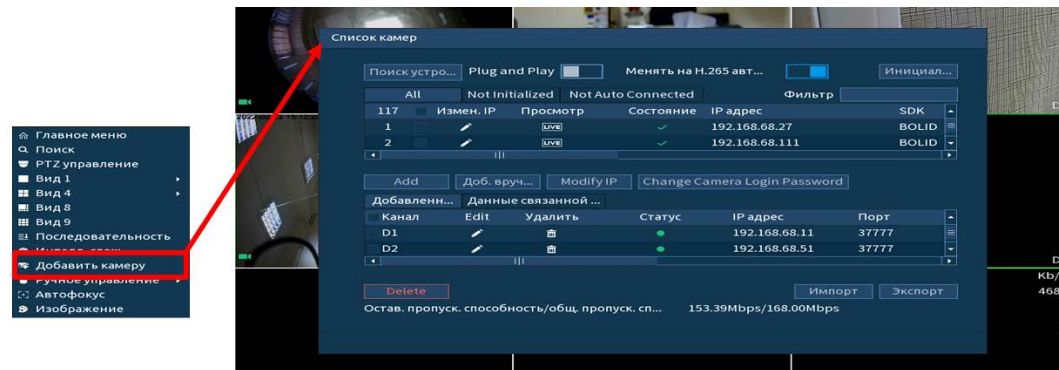 Главное меню
Поиск
PTZ управление
Вид 1
Вид 4
Вид 8
Вид 9
Последовательность
Добавить камеру
Ручное управление
Автофокус
Изображение
Список камер
Поиск устро... Plug and Play Менять на H.265 авт... Инициал...
All Not Initialized Not Auto Connected Фильтр
117 Измен. IP Просмотр Состояние IP адрес SDK
1 LIVE 192.168.68.27 BOLID
2 LIVE 192.168.68.111 BOLID
Add Доб. вруч... Modify IP Change Camera Login Password
Добавленн... Данные связанной ...
Канал Edit Удалить Статус IP адрес Порт
D1 192.168.68.11 37777
D2 192.168.68.51 37777
Delete Импорт Экспорт
Остав. пропуск. способность/общ. пропуск. сп... 153.39Mbps/168.00Mbps
Kb/
468